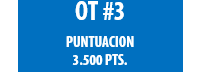 OT #3
PUNTUACION
3.500 PTS.